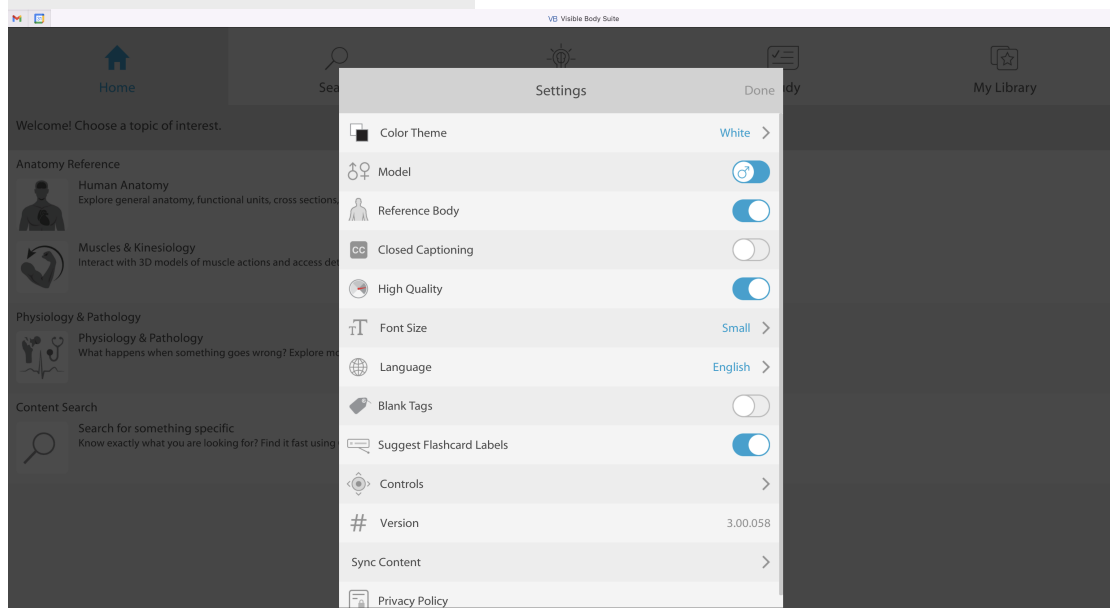 VB Visible Body Suite
Home
Sea
dy
My Library
Settings
Done
Welcome! Choose a topic of interest.
Anatomy Reference
Human Anatomy
Explore general anatomy, functional units, cross sections,
Muscles & Kinesiology
Interact with 3D models of muscle actions and access det
Physiology & Pathology
Physiology & Pathology
What happens when something goes wrong? Explore mo
Content Search
Search for something specific
Know exactly what you are looking for? Find it fast using
Color Theme White
Model
Reference Body
CC Closed Captioning
High Quality
TT Font Size Small
Language English
Blank Tags
Suggest Flashcard Labels
Controls
# Version 3.00.058
Sync Content
Privacy Policy